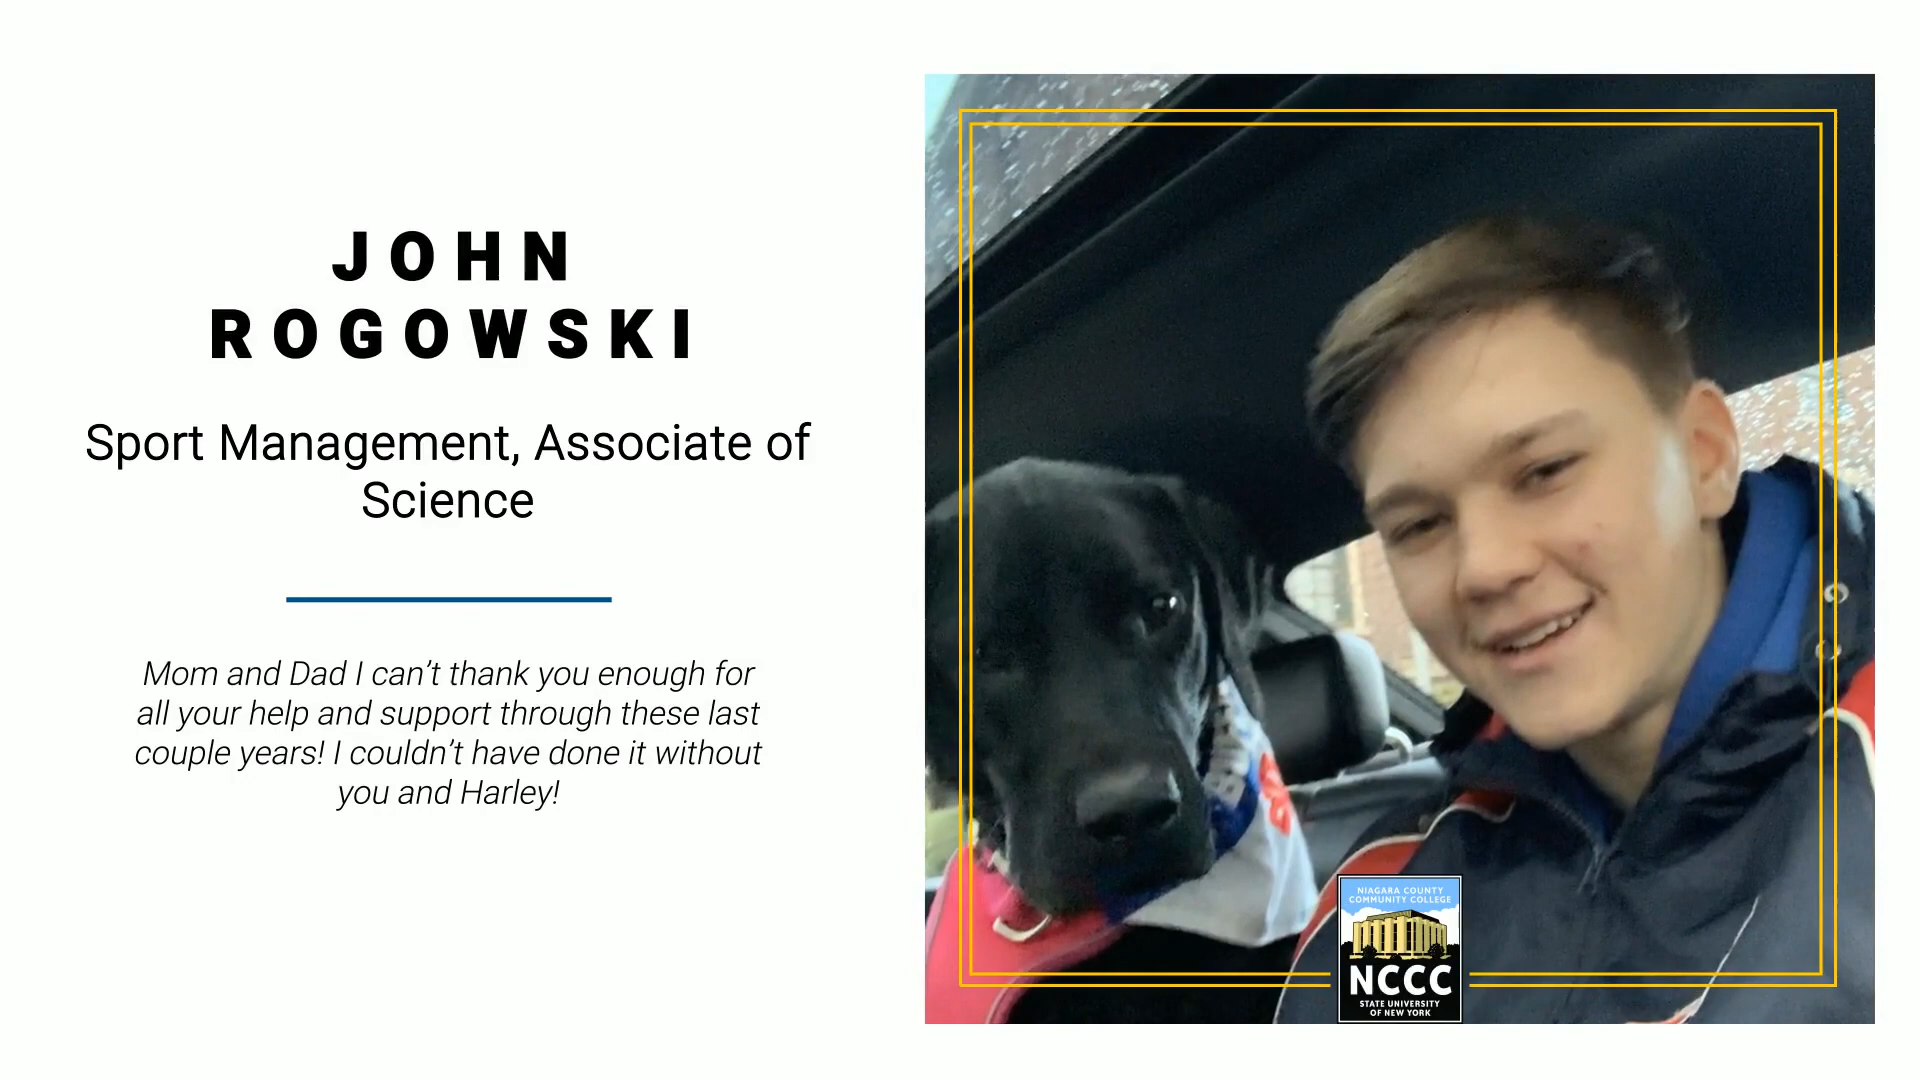 JOHN
ROGOWSKI
Sport Management, Associate of
Science
Mom and Dad I can’t thank you enough for
all your help and support through these last
couple years! I couldn’t have done it without
you and Harley!
NIAGARA COUNTY
COMMUNITY COLLEGE
NCCC
STATE UNIVERSITY
OF NEW YORK